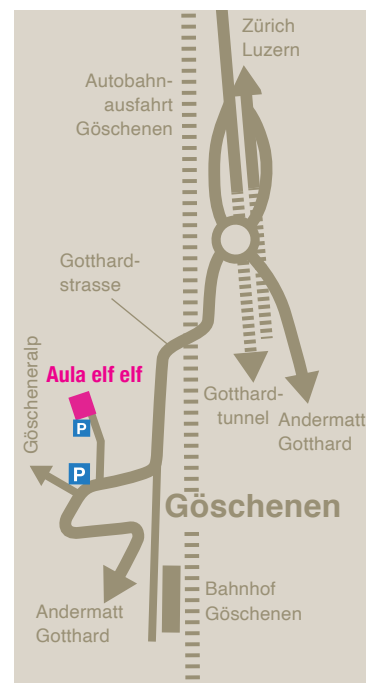 Zürich
Luzern
Autobahn-
ausfahrt
Göschenen
Gotthard-
strasse
Aula elf elf
Göscheneralp
P
P
Gotthard-
tunnel
Andermatt
Gotthard
Göschenen
Bahnhof
Göschenen
Andermatt
Gotthard